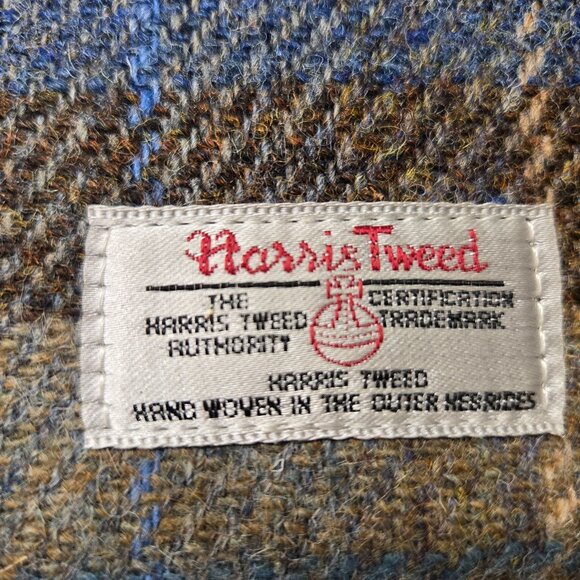 Harris Tweed
THE HARRIS TWEED AUTHORITY
CERTIFICATION TRADEMARK
HARRIS TWEED
HAND WOVEN IN THE OUTER HEBRIDES